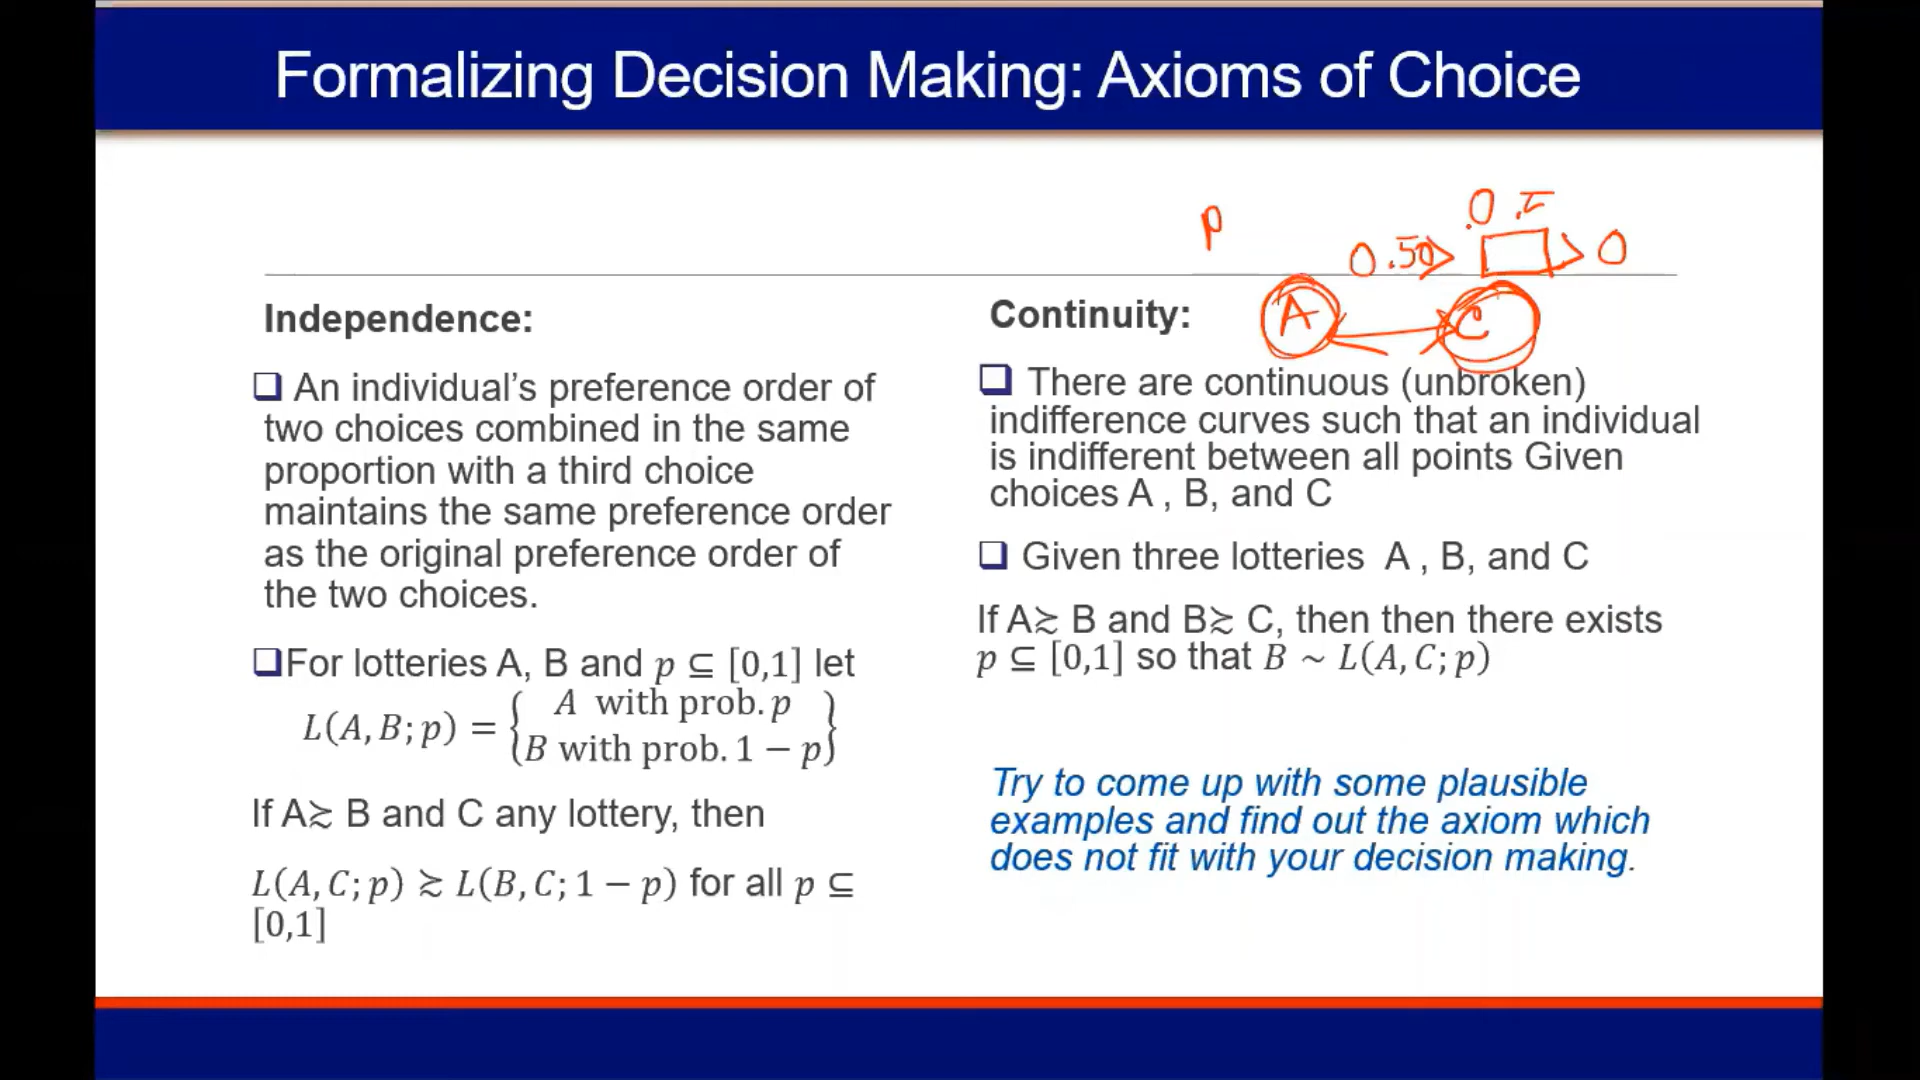 Formalizing Decision Making: Axioms of Choice
p
0.5
0.50 > > 0
A C
Independence:
❑ An individual's preference order of
two choices combined in the same
proportion with a third choice
maintains the same preference order
as the original preference order of
the two choices.
❑For lotteries A, B and p ⊆ [0,1] let
L(A, B; p) = { A with prob. p
B with prob. 1 − p}
If A≿ B and C any lottery, then
L(A, C; p) ≿ L(B, C; 1 − p) for all p ⊆
[0,1]
Continuity:
❑ There are continuous (unbroken)
indifference curves such that an individual
is indifferent between all points Given
choices A , B, and C
❑ Given three lotteries A , B, and C
If A≿ B and B≿ C, then then there exists
p ⊆ [0,1] so that B ~ L(A, C; p)
Try to come up with some plausible
examples and find out the axiom which
does not fit with your decision making.